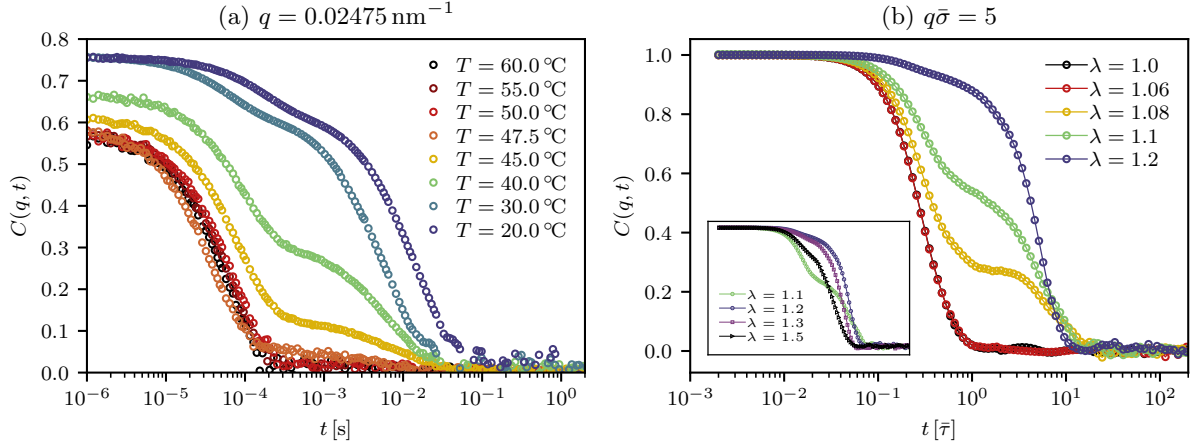 (a) q = 0.02475 nm⁻¹
C(q, t)
0.8
0.7
0.6
0.5
0.4
0.3
0.2
0.1
0.0
T = 60.0 °C
T = 55.0 °C
T = 50.0 °C
T = 47.5 °C
T = 45.0 °C
T = 40.0 °C
T = 30.0 °C
T = 20.0 °C
10⁻⁶ 10⁻⁵ 10⁻⁴ 10⁻³ 10⁻² 10⁻¹ 10⁰
t [s]
(b) qσ̄ = 5
C(q, t)
1.0
0.8
0.6
0.4
0.2
0.0
λ = 1.0
λ = 1.06
λ = 1.08
λ = 1.1
λ = 1.2
λ = 1.1
λ = 1.2
λ = 1.3
λ = 1.5
10⁻³ 10⁻² 10⁻¹ 10⁰ 10¹ 10²
t [τ̄]